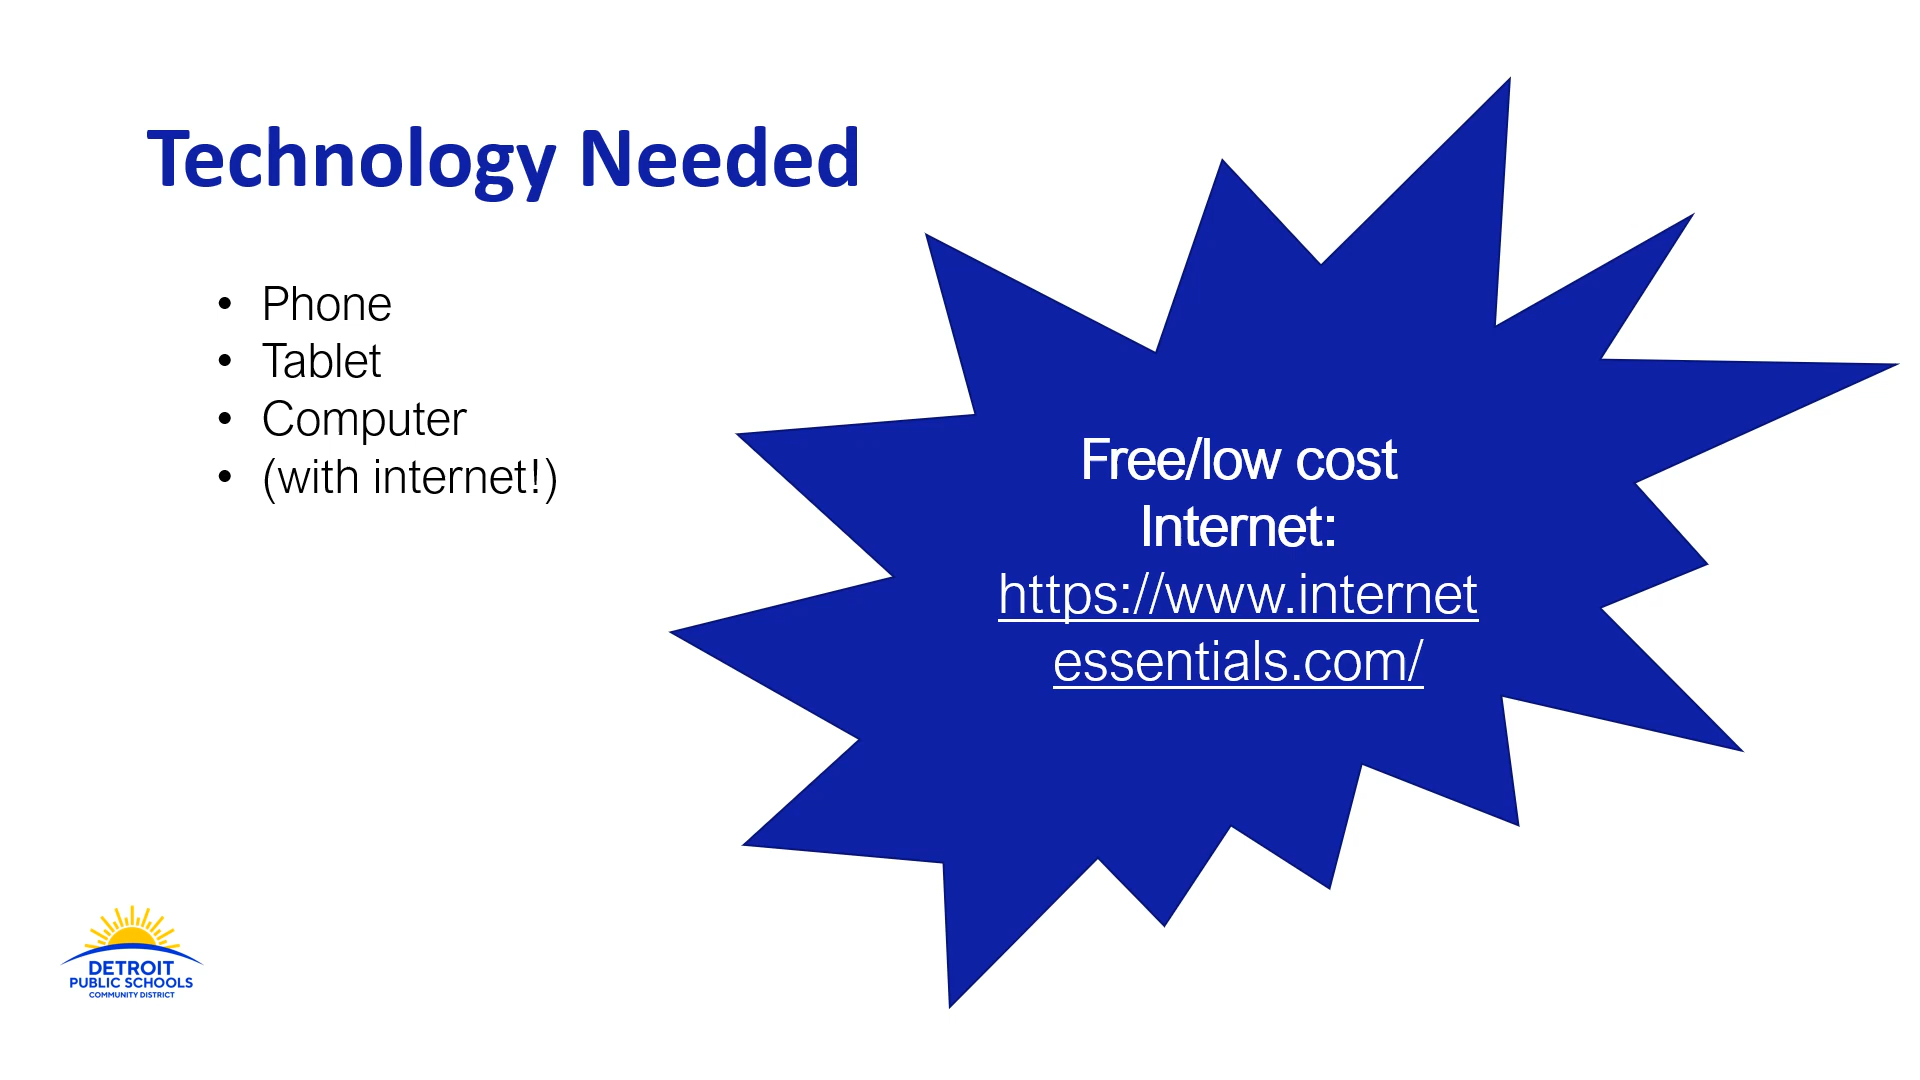 Technology Needed
• Phone
• Tablet
• Computer
• (with internet!)
Free/low cost
Internet:
https://www.internet
essentials.com/
DETROIT
PUBLIC SCHOOLS
COMMUNITY DISTRICT